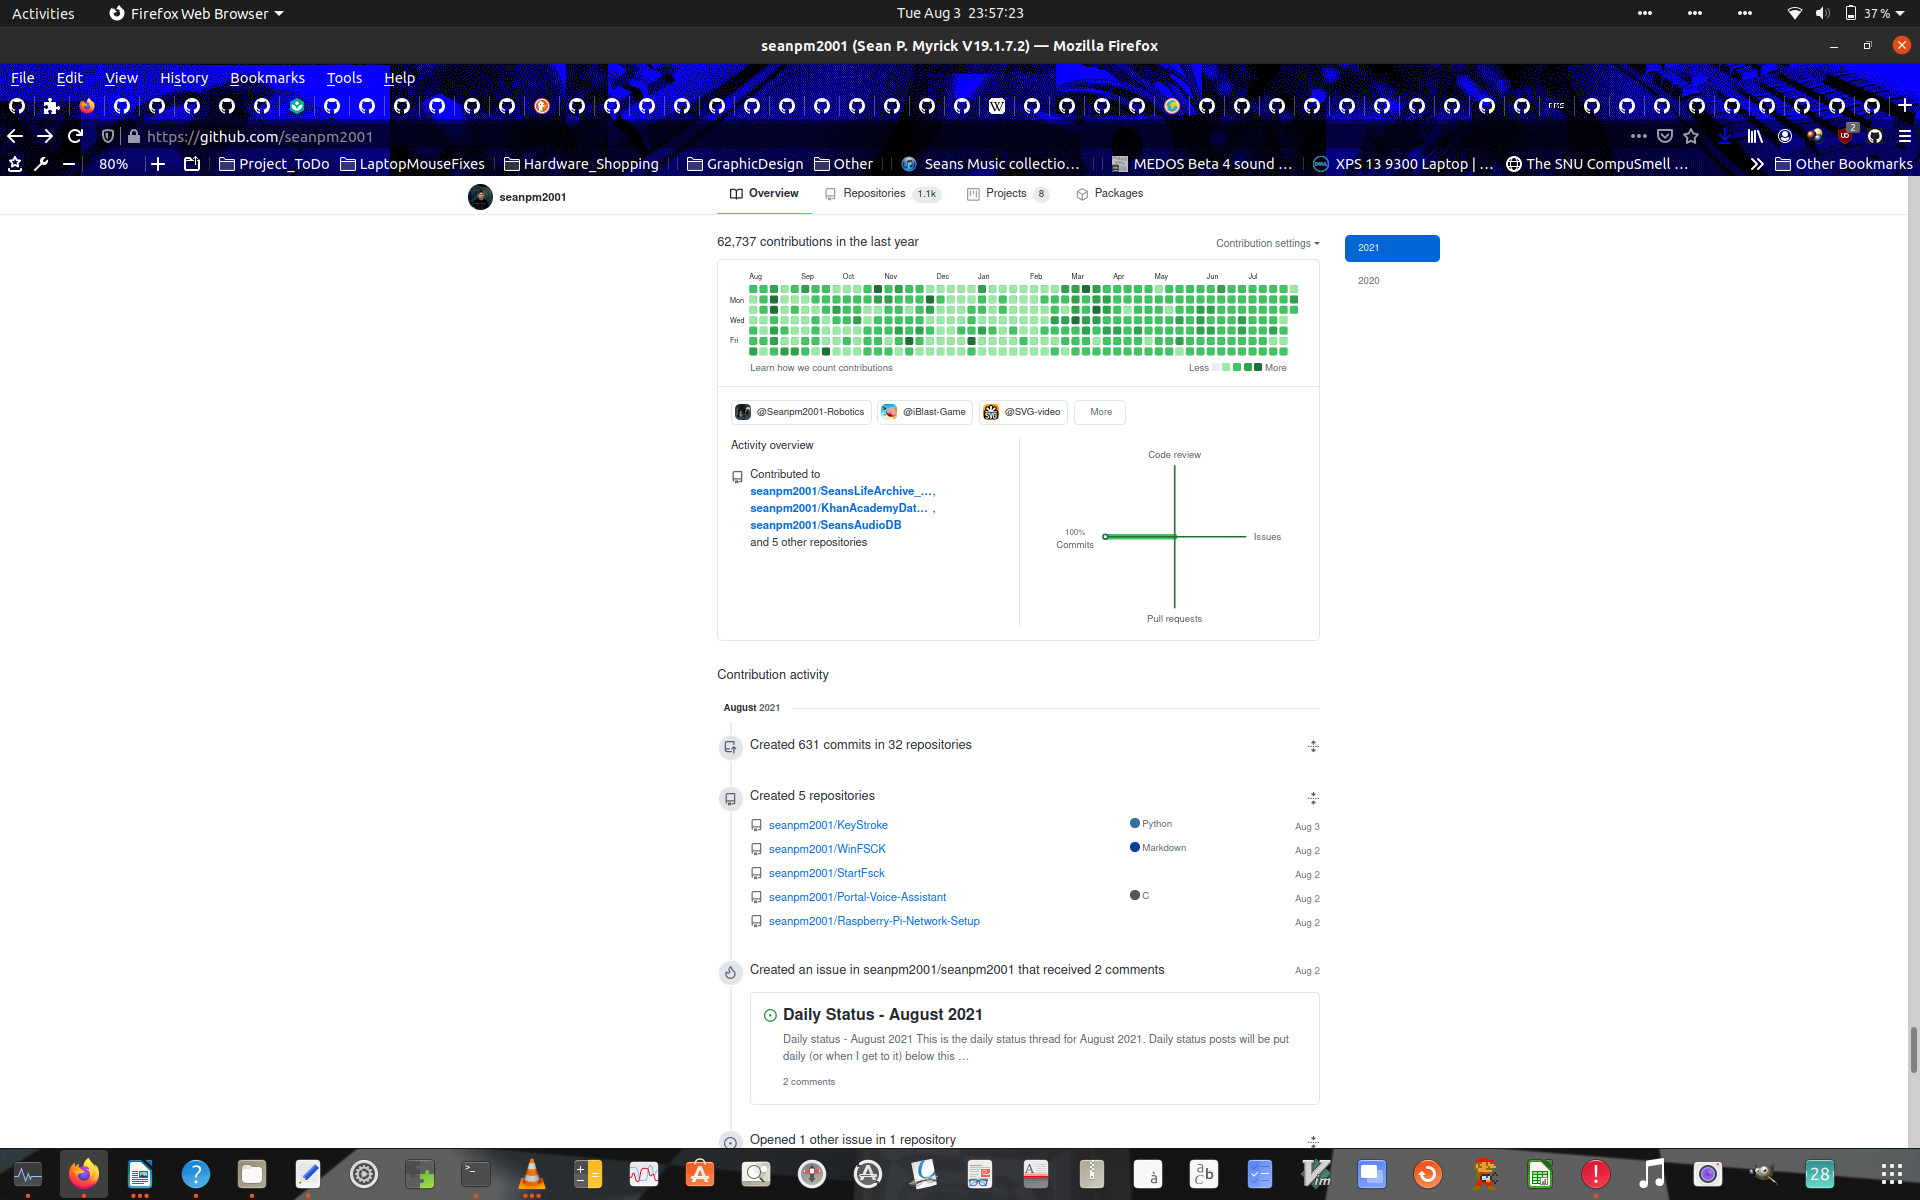 Activities Firefox Web Browser Tue Aug 3 23:57:23 37 %
seanpm2001 (Sean P. Myrick V19.1.7.2) — Mozilla Firefox
File Edit View History Bookmarks Tools Help
https://github.com/seanpm2001 2
80% Project_ToDo LaptopMouseFixes Hardware_Shopping GraphicDesign Other Seans Music collectio… MEDOS Beta 4 sound … XPS 13 9300 Laptop | … The SNU CompuSmell … Other Bookmarks
seanpm2001 Overview Repositories 1.1k Projects 8 Packages
62,737 contributions in the last year Contribution settings
2021
2020
Aug Sep Oct Nov Dec Jan Feb Mar Apr May Jun Jul
Mon
Wed
Fri
Learn how we count contributions Less More
@Seanpm2001-Robotics @iBlast-Game @SVG-video More
Activity overview
Contributed to
seanpm2001/SeansLifeArchive_…,
seanpm2001/KhanAcademyDat… ,
seanpm2001/SeansAudioDB
and 5 other repositories
Code review
100%
Commits
Issues
Pull requests
Contribution activity
August 2021
Created 631 commits in 32 repositories
Created 5 repositories
seanpm2001/KeyStroke Python Aug 3
seanpm2001/WinFSCK Markdown Aug 2
seanpm2001/StartFsck Aug 2
seanpm2001/Portal-Voice-Assistant C Aug 2
seanpm2001/Raspberry-Pi-Network-Setup Aug 2
Created an issue in seanpm2001/seanpm2001 that received 2 comments Aug 2
Daily Status - August 2021
Daily status - August 2021 This is the daily status thread for August 2021. Daily status posts will be put
daily (or when I get to it) below this …
2 comments
Opened 1 other issue in 1 repository
28